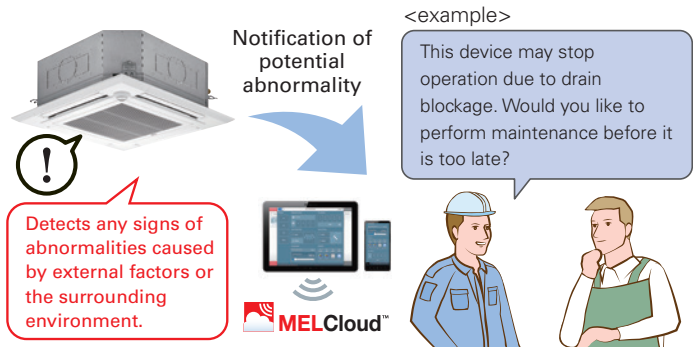 Notification of
potential
abnormality
<example>
This device may stop
operation due to drain
blockage. Would you like to
perform maintenance before it
is too late?
!
Detects any signs of
abnormalities caused
by external factors or
the surrounding
environment.
MELCloud™